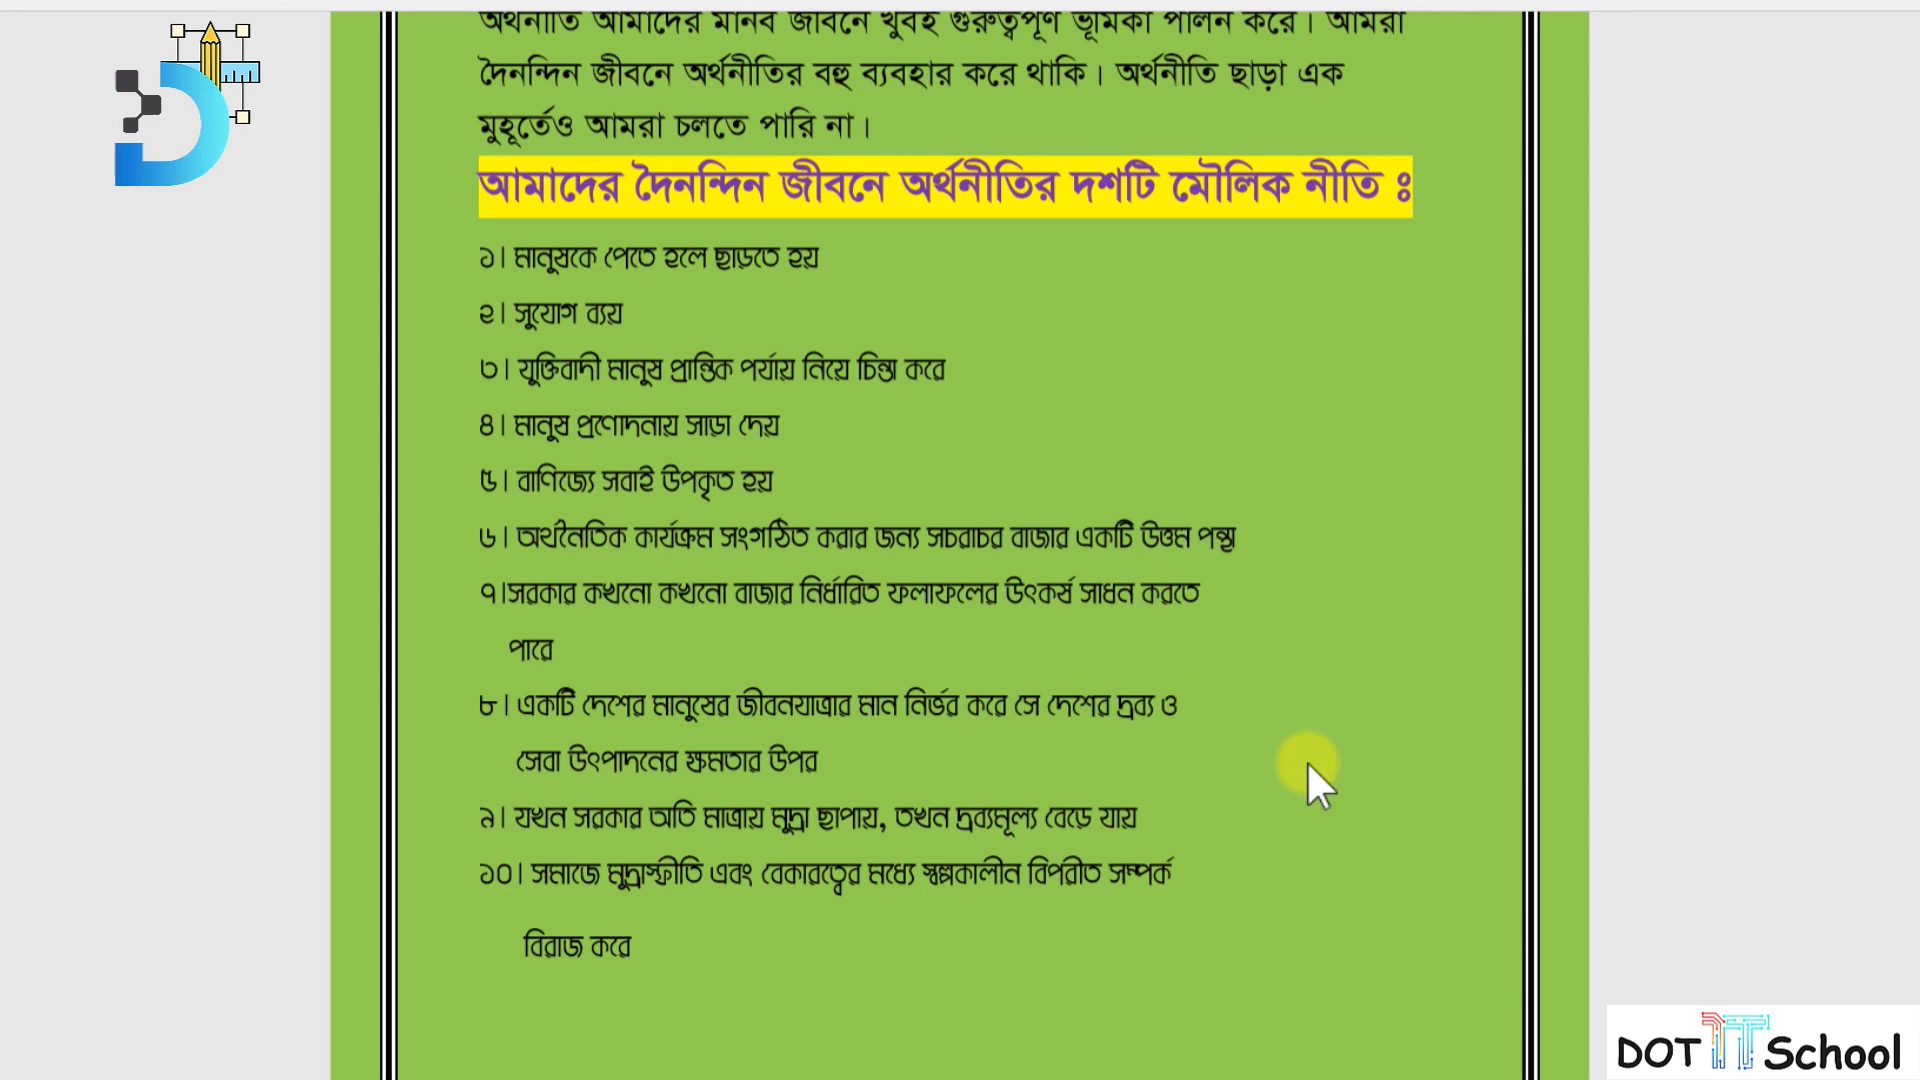 অর্থনীতি আমাদের মানব জীবনে খুবই গুরুত্বপূর্ণ ভূমিকা পালন করে। আমরা
দৈনন্দিন জীবনে অর্থনীতির বহু ব্যবহার করে থাকি। অর্থনীতি ছাড়া এক
মুহূর্তেও আমরা চলতে পারি না।
আমাদের দৈনন্দিন জীবনে অর্থনীতির দশটি মৌলিক নীতি ঃ
১। মানুষকে পেতে হলে ছাড়তে হয়
২। সুযোগ ব্যয়
৩। যুক্তিবাদী মানুষ প্রান্তিক পর্যায় নিয়ে চিন্তা করে
৪। মানুষ প্রণোদনায় সাড়া দেয়
৫। বাণিজ্যে সবাই উপকৃত হয়
৬। অর্থনৈতিক কার্যক্রম সংগঠিত করার জন্য সচরাচর বাজার একটি উত্তম পন্থা
৭।সরকার কখনো কখনো বাজার নির্ধারিত ফলাফলের উৎকর্ষ সাধন করতে
পারে
৮। একটি দেশের মানুষের জীবনযাত্রার মান নির্ভর করে সে দেশের দ্রব্য ও
সেবা উৎপাদনের ক্ষমতার উপর
৯। যখন সরকার অতি মাত্রায় মুদ্রা ছাপায়, তখন দ্রব্যমূল্য বেড়ে যায়
১০। সমাজে মুদ্রাস্ফীতি এবং বেকারত্বের মধ্যে স্বল্পকালীন বিপরীত সম্পর্ক
বিরাজ করে
DOT IT School